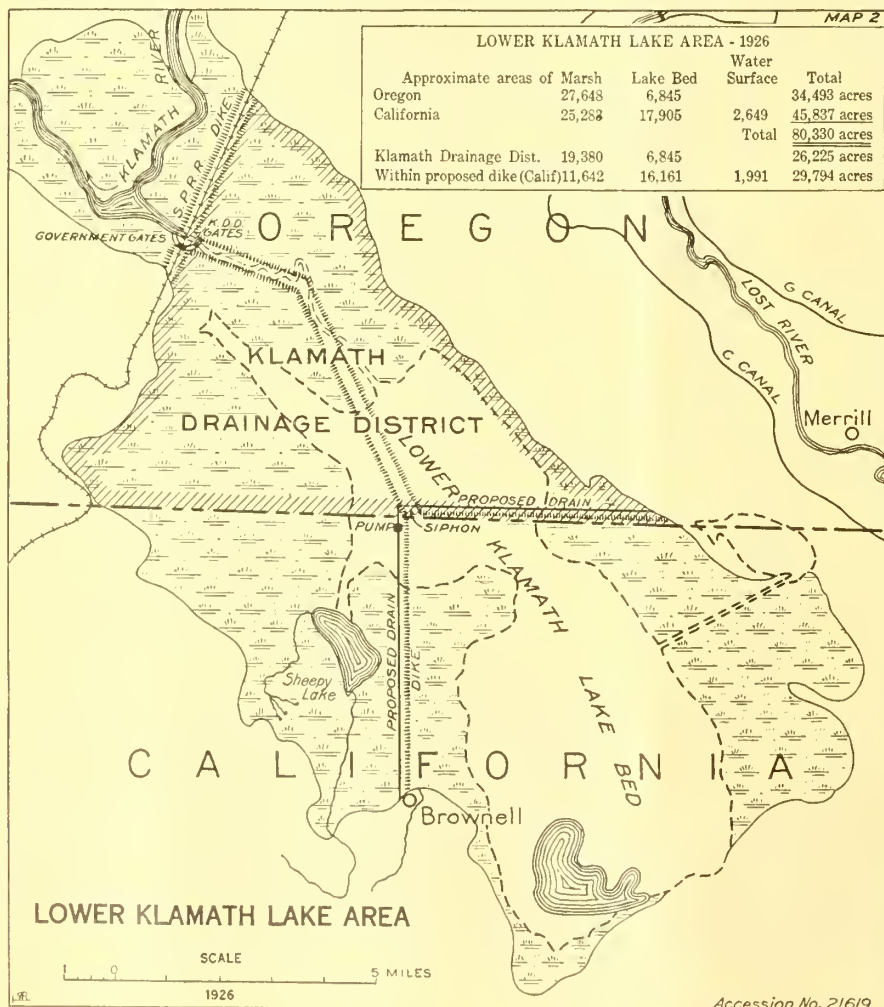 MAP 2
LOWER KLAMATH LAKE AREA - 1926
Water
Approximate areas of Marsh Lake Bed Surface Total
Oregon 27,648 6,845 34,493 acres
California 25,288 17,905 2,649 45,837 acres
Total 80,330 acres
Klamath Drainage Dist. 19,380 6,845 26,225 acres
Within proposed dike (Calif) 11,642 16,161 1,991 29,794 acres
KLAMATH RIVER
S.P.R.R. DIKE
K.D.D. GATES
GOVERNMENT GATES
OREGON
G CANAL
LOST RIVER
C CANAL
Merrill
KLAMATH
DRAINAGE DISTRICT
LOWER KLAMATH LAKE BED
PROPOSED DRAIN
PUMP
SIPHON
PROPOSED DRAIN
DIKE
Sheepy
Lake
CALIFORNIA
Brownell
LOWER KLAMATH LAKE AREA
SCALE
1 0 5 MILES
1926
Accession No. 21619